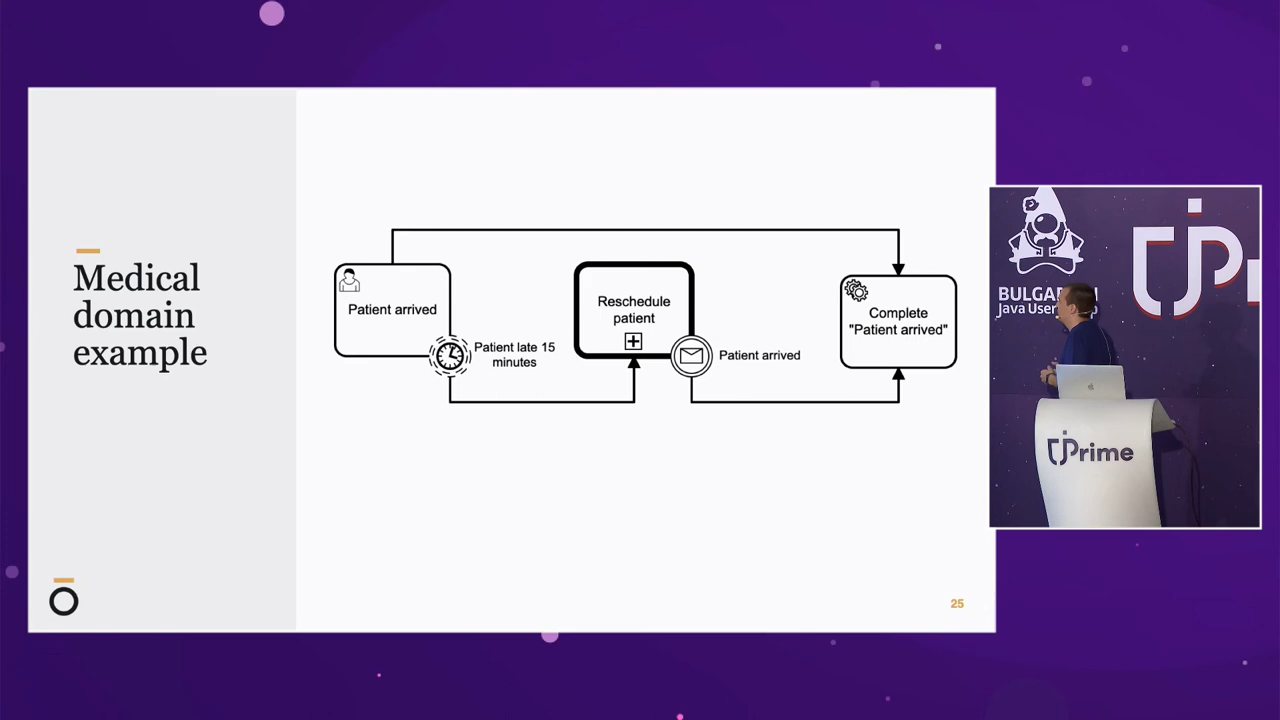 Medical
domain
example
Patient arrived
Patient late 15
minutes
Reschedule
patient
Patient arrived
Complete
"Patient arrived"
25
Java User
Prime